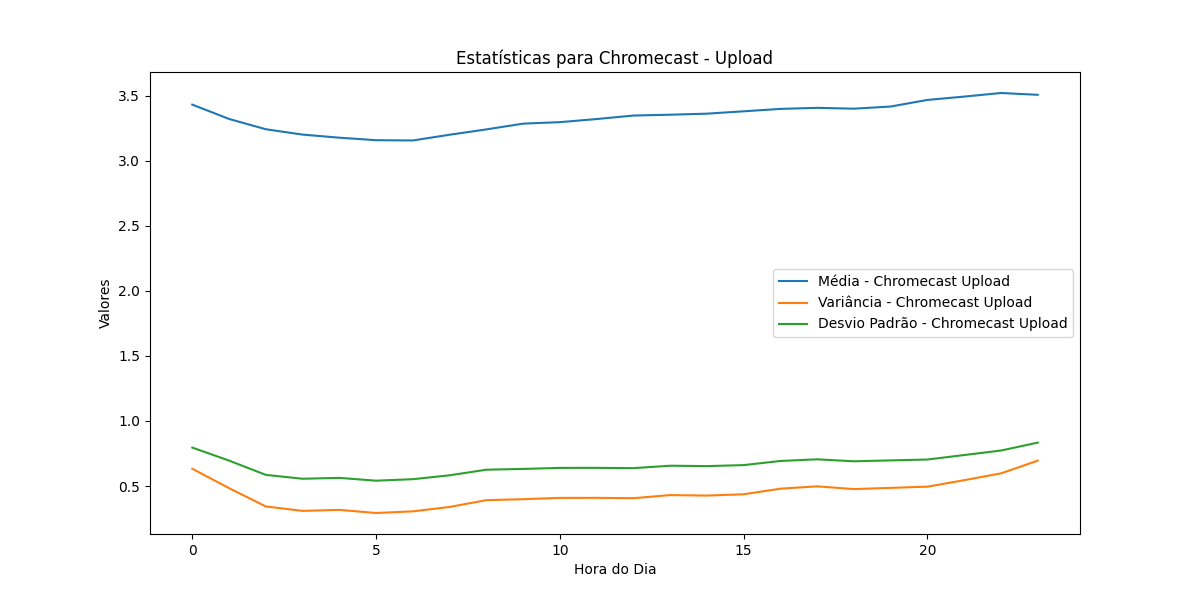 Estatísticas para Chromecast - Upload
3.5
3.0
2.5
2.0
1.5
1.0
0.5
Valores
Média - Chromecast Upload
Variância - Chromecast Upload
Desvio Padrão - Chromecast Upload
0 5 10 15 20
Hora do Dia